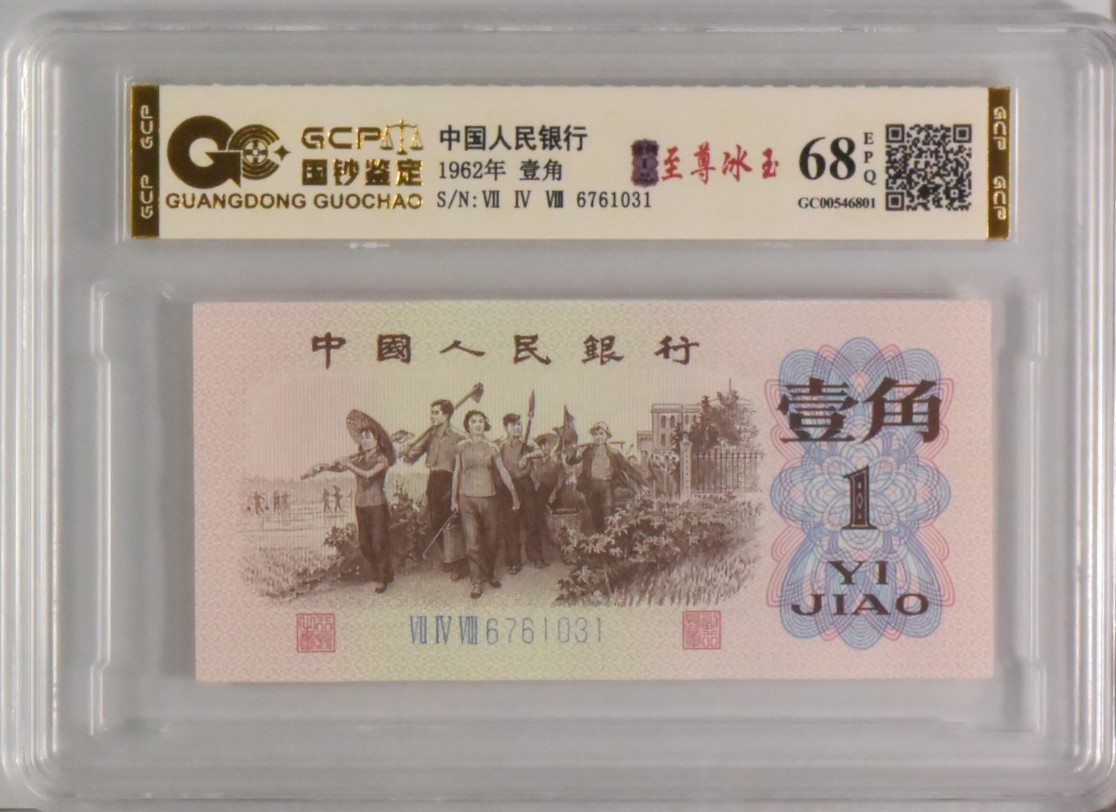 GCP
GCP
GCP
国钞鉴定
GUANGDONG GUOCHAO
中国人民银行
1962年 壹角
S/N: Ⅶ Ⅳ Ⅷ 6761031
至尊冰玉
68
EPQ
GC00546801
GCP
GCP
中國人民銀行
壹角
1
YI
JIAO
Ⅶ Ⅳ Ⅷ 6761031